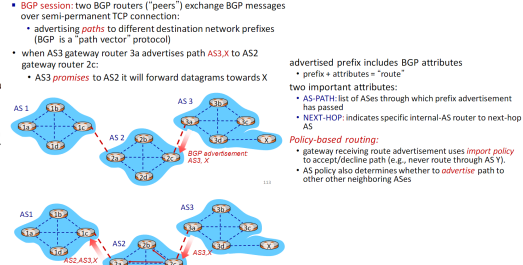 BGP session: two BGP routers ("peers") exchange BGP messages
over semi-permanent TCP connection:
• advertising paths to different destination network prefixes
(BGP is a "path vector" protocol)
• when AS3 gateway router 3a advertises path AS3,X to AS2
gateway router 2c:
• AS3 promises to AS2 it will forward datagrams towards X
AS 1
1b
1a
1c
1d
AS 2
2b
2a
2c
2d
AS 3
3b
3a
3c
3d
X
BGP advertisement:
AS3, X
AS1
1b
1a
1c
1d
AS2,AS3,X
AS2
2b
2a
2c
AS3
3b
3a
3c
3d
X
AS3,X
advertised prefix includes BGP attributes
• prefix + attributes = "route"
two important attributes:
• AS-PATH: list of ASes through which prefix advertisement
has passed
• NEXT-HOP: indicates specific internal-AS router to next-hop
AS
Policy-based routing:
• gateway receiving route advertisement uses import policy
to accept/decline path (e.g., never route through AS Y).
• AS policy also determines whether to advertise path to
other other neighboring ASes